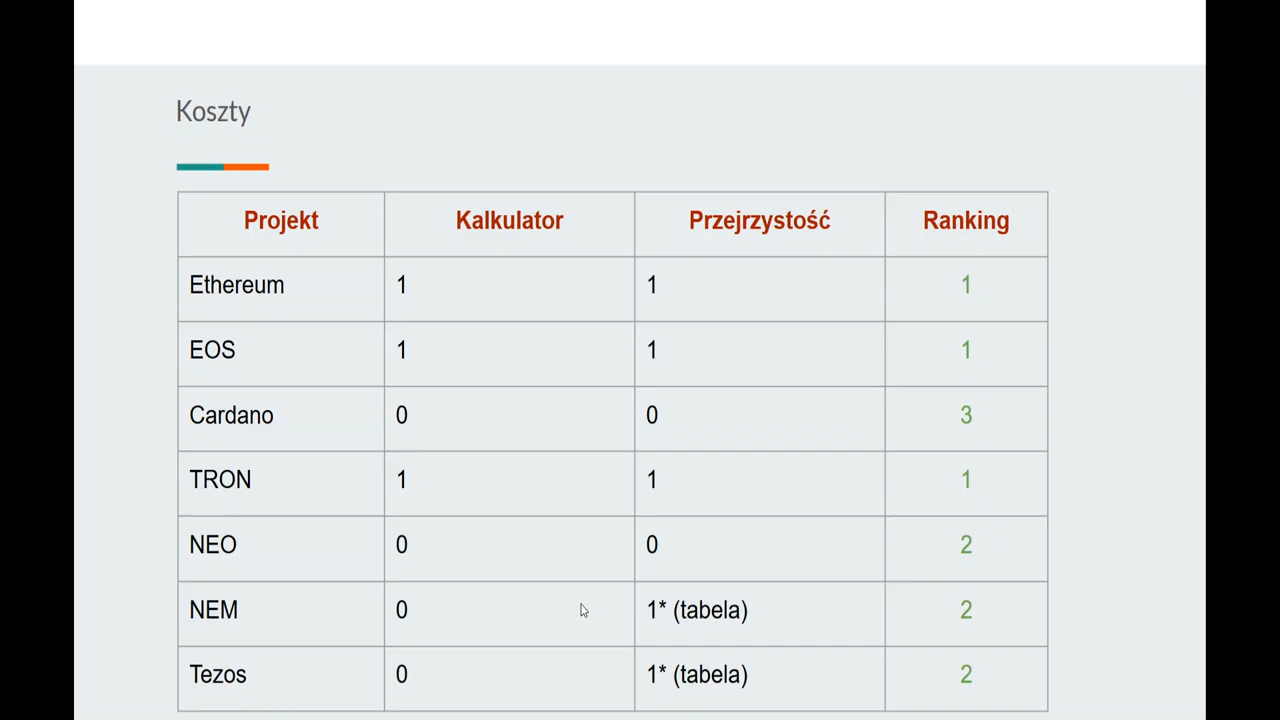 Koszty
Projekt Kalkulator Przejrzystość Ranking
Ethereum 1 1 1
EOS 1 1 1
Cardano 0 0 3
TRON 1 1 1
NEO 0 0 2
NEM 0 1* (tabela) 2
Tezos 0 1* (tabela) 2